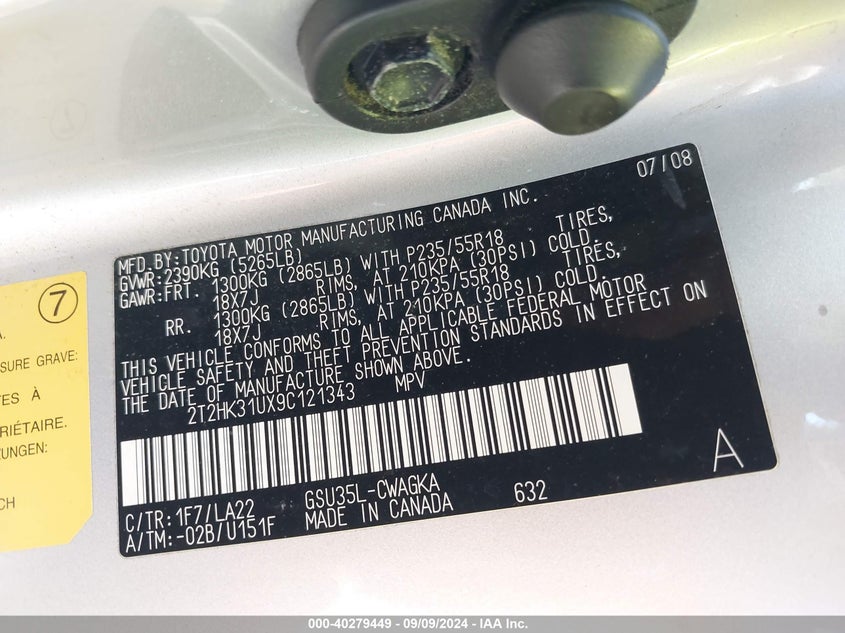 07/08
MFD.BY:TOYOTA MOTOR MANUFACTURING CANADA INC.
GVWR:2390KG (5265LB)
GAWR:FRT. 1300KG (2865LB) WITH P235/55R18 TIRES,
18X7J RIMS, AT 210KPA (30PSI) COLD.
RR. 1300KG (2865LB) WITH P235/55R18 TIRES,
18X7J RIMS, AT 210KPA (30PSI) COLD.
THIS VEHICLE CONFORMS TO ALL APPLICABLE FEDERAL MOTOR
VEHICLE SAFETY AND THEFT PREVENTION STANDARDS IN EFFECT ON
THE DATE OF MANUFACTURE SHOWN ABOVE.
2T2HK31UX9C121343 MPV
C/TR:1F7/LA22 GSU35L-CWAGKA 632
A/TM:-02B/U151F MADE IN CANADA
A
7
A.
SURE GRAVE:
ES À
RIÉTAIRE.
ZUNGEN:
CH
000-40279449 - 09/09/2024 - IAA Inc.